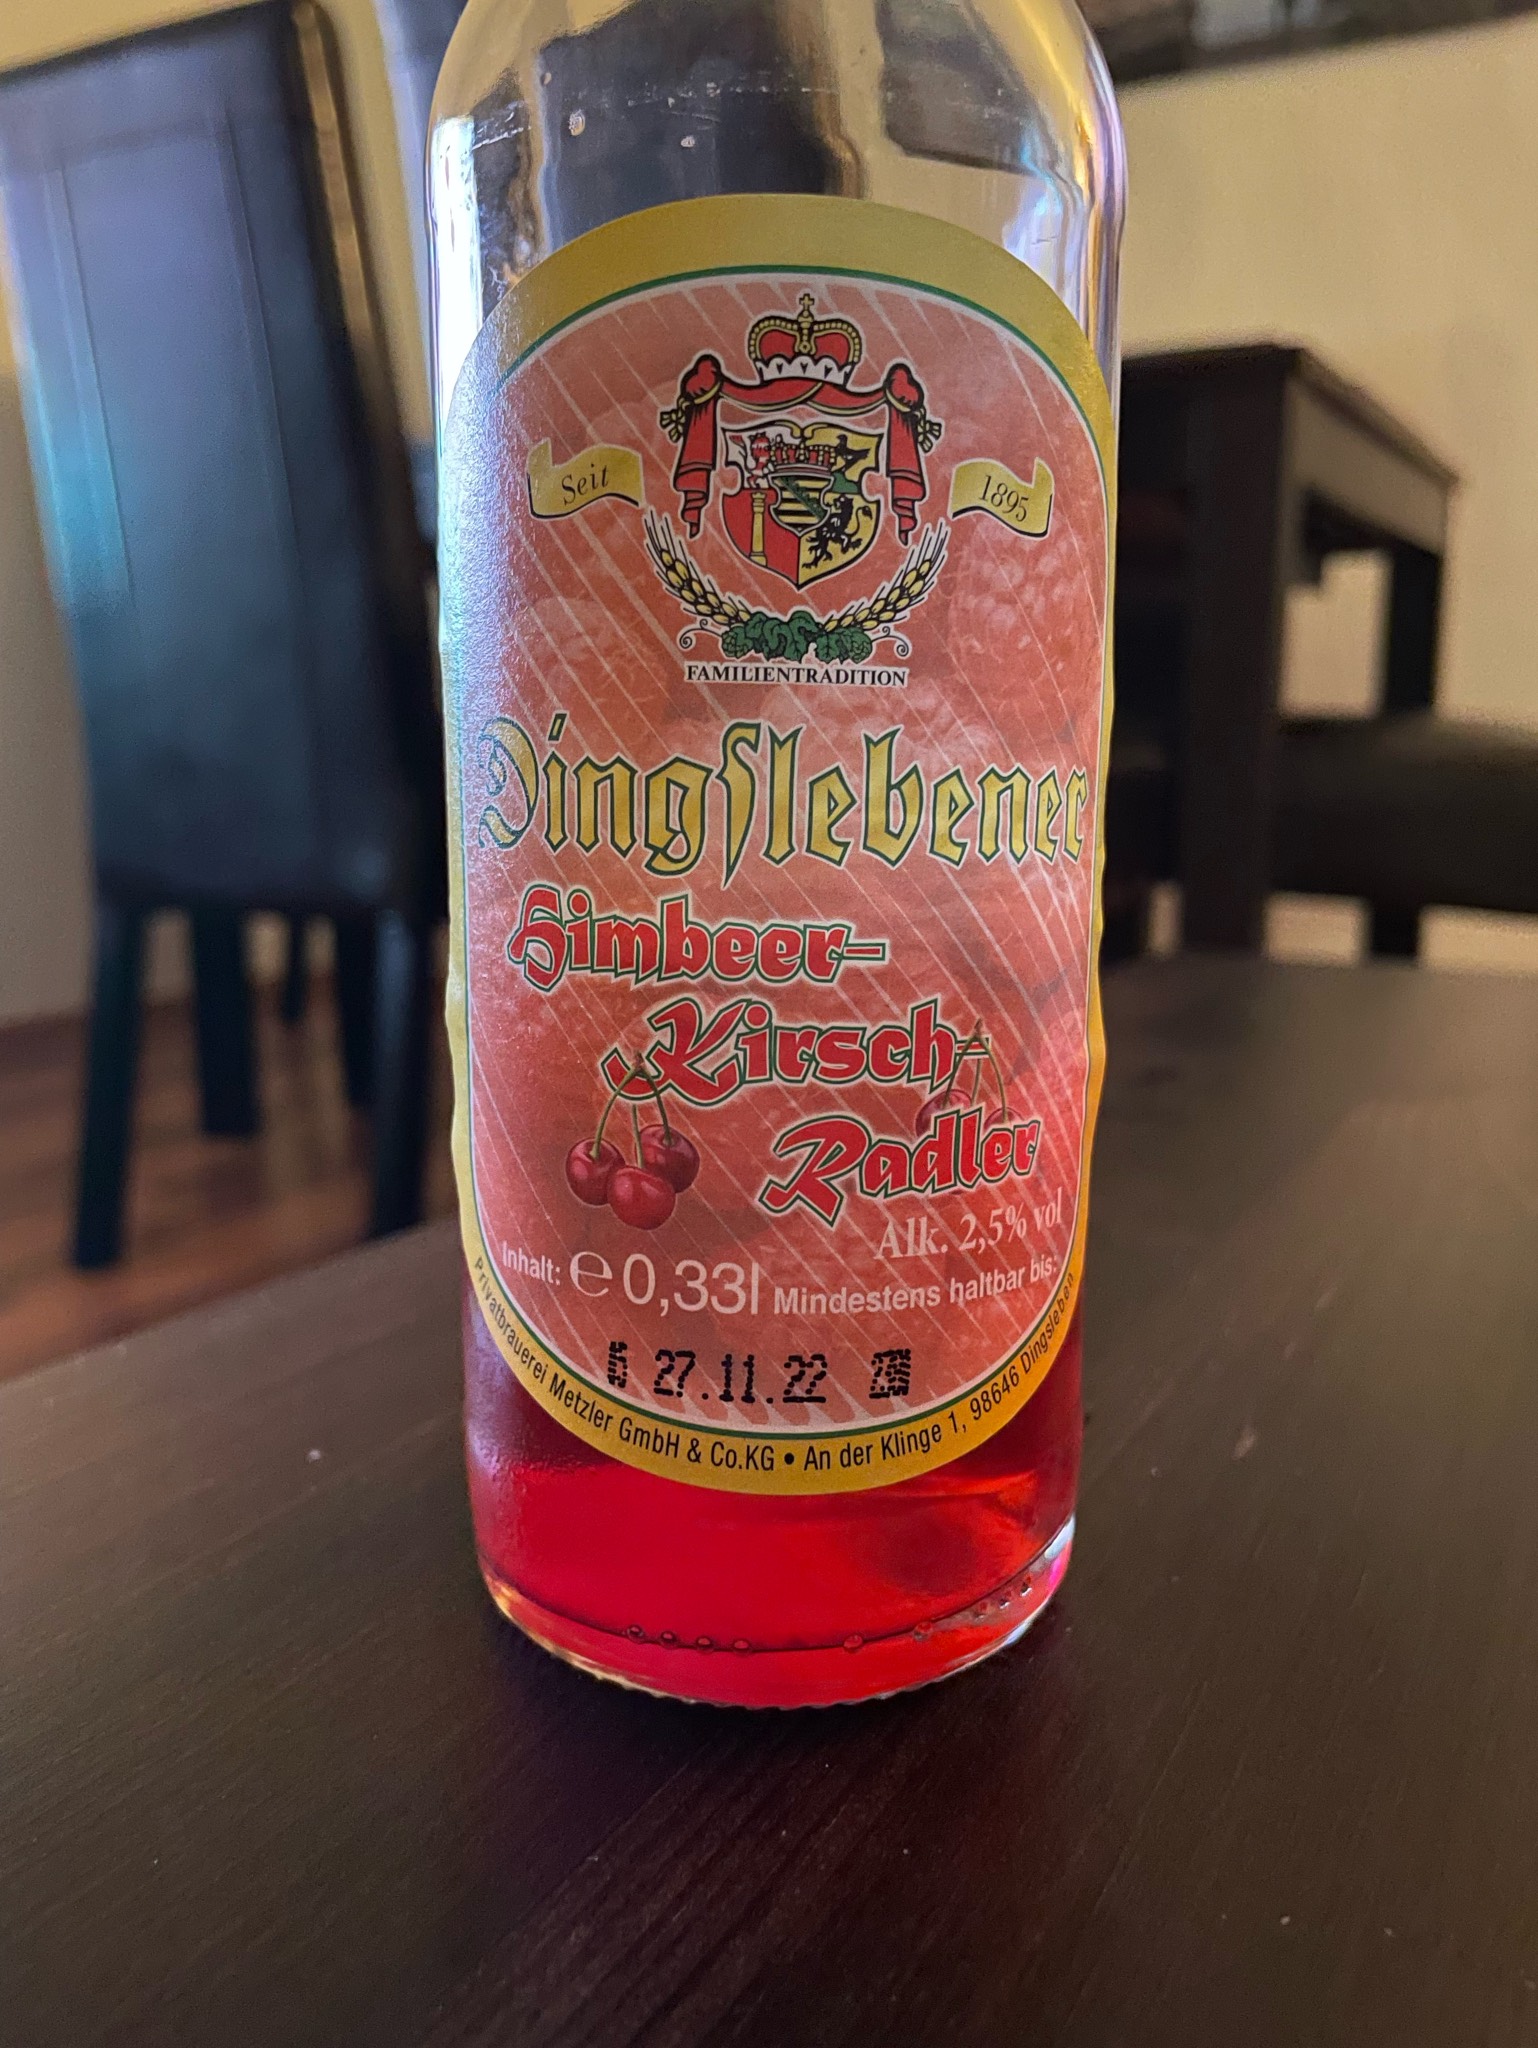 Seit 1895
FAMILIENTRADITION
Dingslebener
Himbeer-
Kirsch-
Radler
Alk. 2,5% vol
Inhalt: ℮ 0,33l Mindestens haltbar bis:
27.11.22
Privatbrauerei Metzler GmbH & Co.KG • An der Klinge 1, 98646 Dingsleben